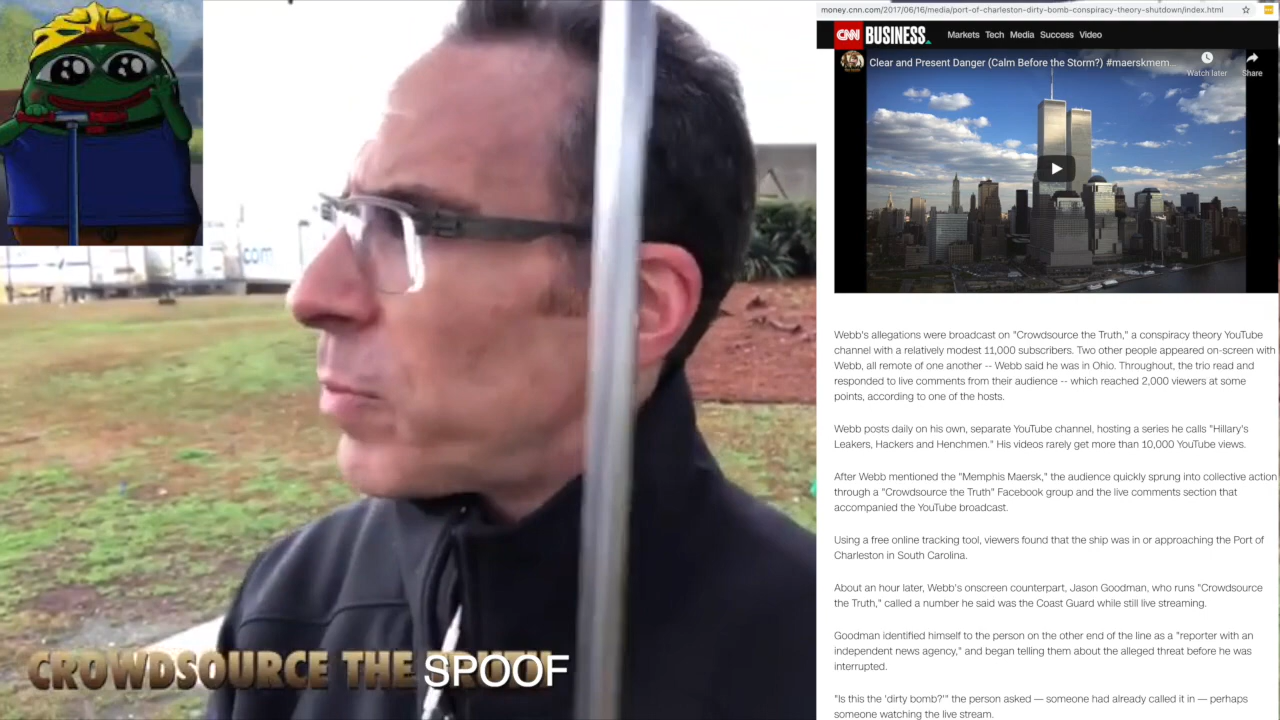 money.cnn.com/2017/06/16/media/port-of-charleston-dirty-bomb-conspiracy-theory-shutdown/index.html
CNN BUSINESS Markets Tech Media Success Video
Clear and Present Danger (Calm Before the Storm?) #maerskmem...
Watch later
Share
com
Webb's allegations were broadcast on "Crowdsource the Truth," a conspiracy theory YouTube
channel with a relatively modest 11,000 subscribers. Two other people appeared on-screen with
Webb, all remote of one another -- Webb said he was in Ohio. Throughout, the trio read and
responded to live comments from their audience -- which reached 2,000 viewers at some
points, according to one of the hosts.
Webb posts daily on his own, separate YouTube channel, hosting a series he calls "Hillary's
Leakers, Hackers and Henchmen." His videos rarely get more than 10,000 YouTube views.
After Webb mentioned the "Memphis Maersk," the audience quickly sprung into collective action
through a "Crowdsource the Truth" Facebook group and the live comments section that
accompanied the YouTube broadcast.
Using a free online tracking tool, viewers found that the ship was in or approaching the Port of
Charleston in South Carolina.
About an hour later, Webb's onscreen counterpart, Jason Goodman, who runs "Crowdsource
the Truth," called a number he said was the Coast Guard while still live streaming.
Goodman identified himself to the person on the other end of the line as a "reporter with an
independent news agency," and began telling them about the alleged threat before he was
interrupted.
"Is this the 'dirty bomb?'" the person asked — someone had already called it in — perhaps
someone watching the live stream.
CROWDSOURCE THE SPOOF